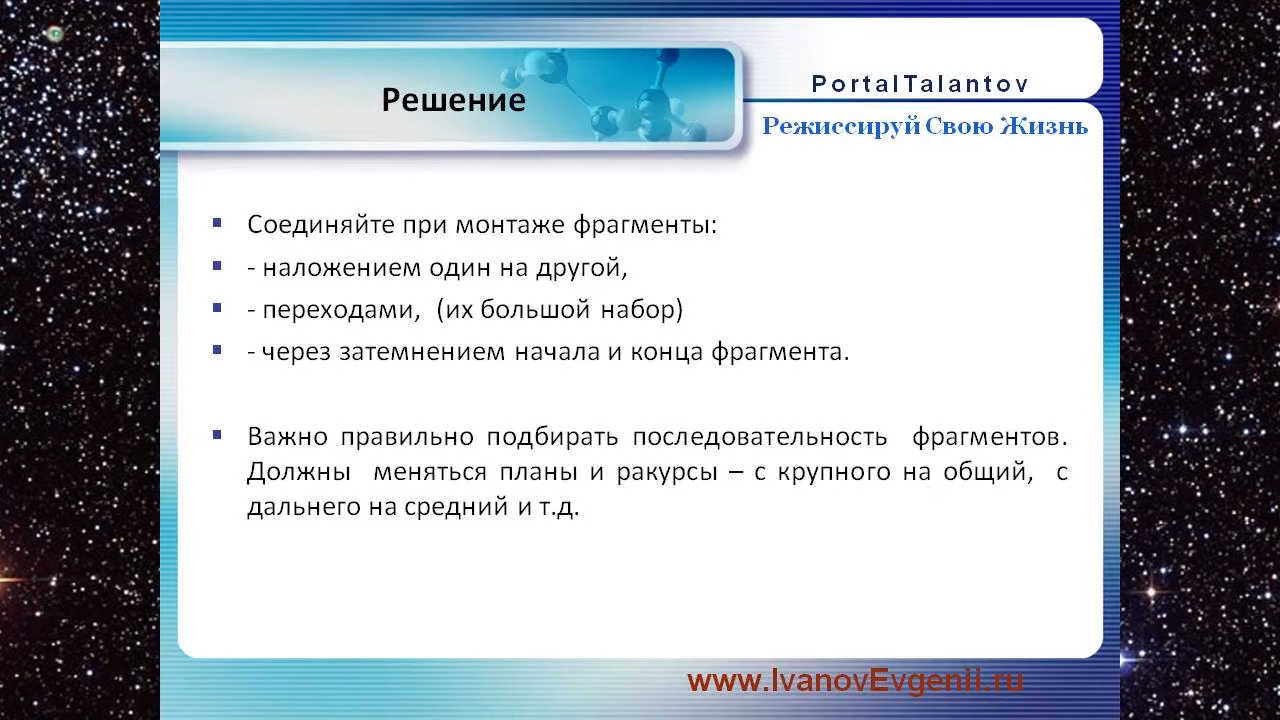 Решение
PortalTalantov
Режиссируй Свою Жизнь
Соединяйте при монтаже фрагменты:
- наложением один на другой,
- переходами, (их большой набор)
- через затемнением начала и конца фрагмента.
Важно правильно подбирать последовательность фрагментов.
Должны меняться планы и ракурсы – с крупного на общий, с
дальнего на средний и т.д.
www.IvanovEvgenii.ru